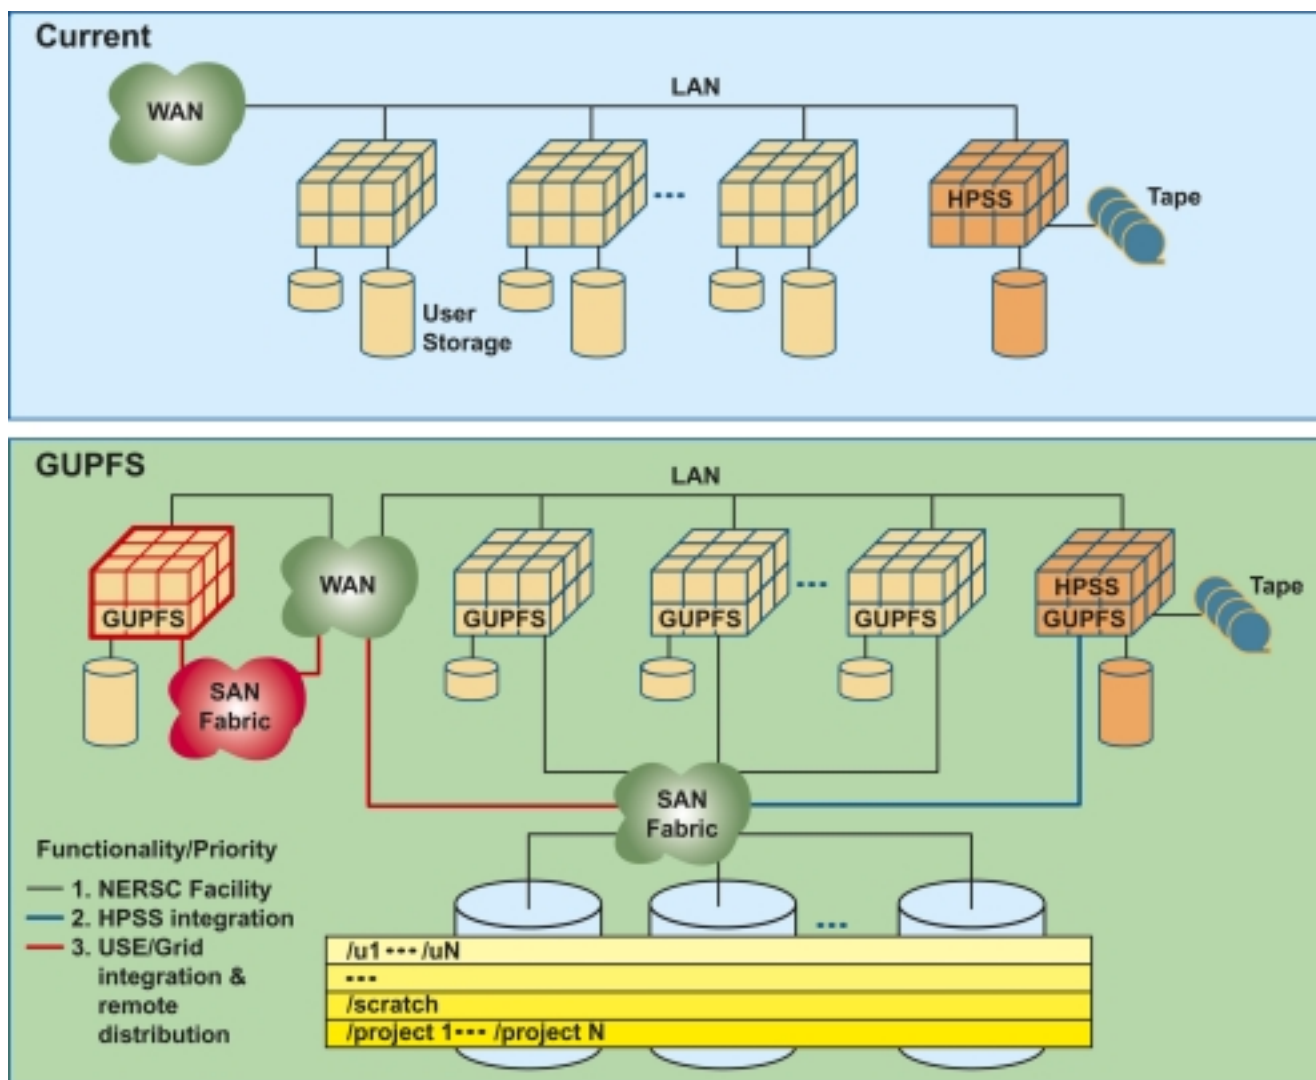 Current
LAN
WAN
HPSS
Tape
User
Storage
GUPFS
LAN
WAN
GUPFS
GUPFS
GUPFS
GUPFS
HPSS
GUPFS
Tape
SAN
Fabric
SAN
Fabric
Functionality/Priority
1. NERSC Facility
2. HPSS integration
3. USE/Grid
integration &
remote
distribution
/u1 --- /uN
---
/scratch
/project 1--- /project N